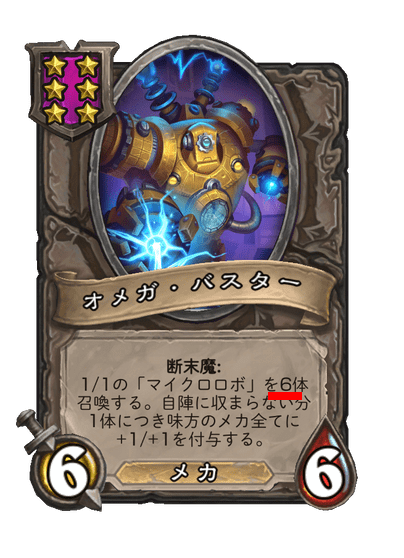 オメガ・バスター
断末魔:
1/1の「マイクロロボ」を6体
召喚する。自陣に収まらない分
1体につき味方のメカ全てに
+1/+1を付与する。
6
メカ
6